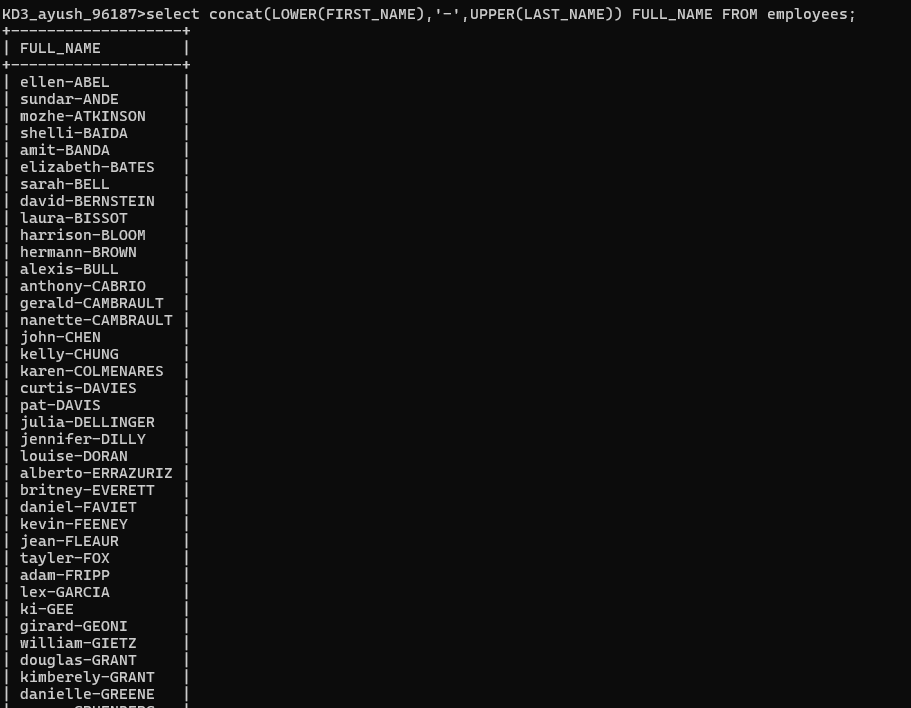 KD3_ayush_96187>select concat(LOWER(FIRST_NAME),'-',UPPER(LAST_NAME)) FULL_NAME FROM employees;
+-------------------+
| FULL_NAME         |
+-------------------+
| ellen-ABEL        |
| sundar-ANDE       |
| mozhe-ATKINSON    |
| shelli-BAIDA      |
| amit-BANDA        |
| elizabeth-BATES   |
| sarah-BELL        |
| david-BERNSTEIN   |
| laura-BISSOT      |
| harrison-BLOOM    |
| hermann-BROWN     |
| alexis-BULL       |
| anthony-CABRIO    |
| gerald-CAMBRAULT  |
| nanette-CAMBRAULT |
| john-CHEN         |
| kelly-CHUNG       |
| karen-COLMENARES  |
| curtis-DAVIES     |
| pat-DAVIS         |
| julia-DELLINGER   |
| jennifer-DILLY    |
| louise-DORAN      |
| alberto-ERRAZURIZ |
| britney-EVERETT   |
| daniel-FAVIET     |
| kevin-FEENEY      |
| jean-FLEAUR       |
| tayler-FOX        |
| adam-FRIPP        |
| lex-GARCIA        |
| ki-GEE            |
| girard-GEONI      |
| william-GIETZ     |
| douglas-GRANT     |
| kimberely-GRANT   |
| danielle-GREENE   |